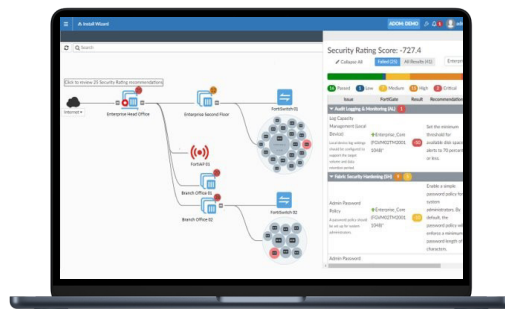 Install Wizard
ADOM: DEMO
Search
Click to review 25 Security Rating recommendations
Internet
Enterprise Head Office
Enterprise Second Floor
FortiSwitch 01
FortiAP 01
Branch Office 01
Branch Office 02
FortiSwitch 02
Security Rating Score: -727.4
Collapse All
Failed (25)
All Results (41)
Enterpri
Passed
Low
Medium
High
Critical
Issue
FortiGate
Result
Recommendation
Audit Logging & Monitoring (AL)
Log Capacity
Management (Local
Device)
Set the minimum
threshold for
available disk space
alerts to 70 percent
or less.
Fabric Security Hardening (SH)
Admin Password
Policy
Enable a simple
password policy for
system
administrators. By
default, the
password policy will
enforce a minimum
password length of
characters.
Admin Password